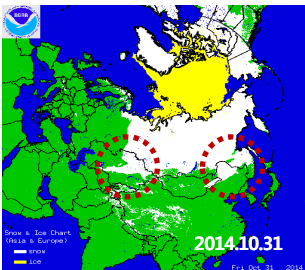 NOAA
2014.10.31
Snow & Ice Chart
(Asia & Europe)
snow
ice
Fri Oct 31 2014